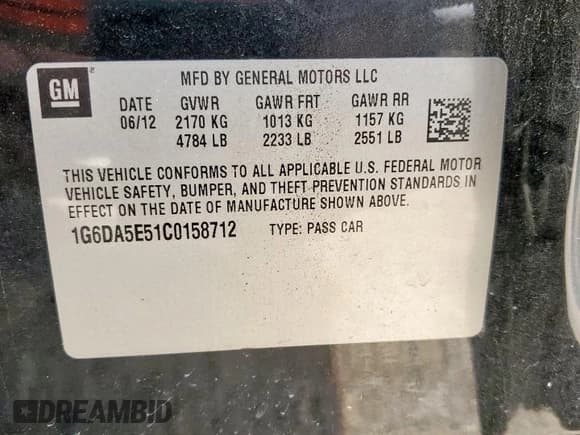 GM
MFD BY GENERAL MOTORS LLC
DATE GVWR GAWR FRT GAWR RR
06/12 2170 KG 1013 KG 1157 KG
4784 LB 2233 LB 2551 LB
THIS VEHICLE CONFORMS TO ALL APPLICABLE U.S. FEDERAL MOTOR
VEHICLE SAFETY, BUMPER, AND THEFT PREVENTION STANDARDS IN
EFFECT ON THE DATE OF MANUFACTURE SHOWN ABOVE.
1G6DA5E51C0158712 TYPE: PASS CAR
DREAMBID